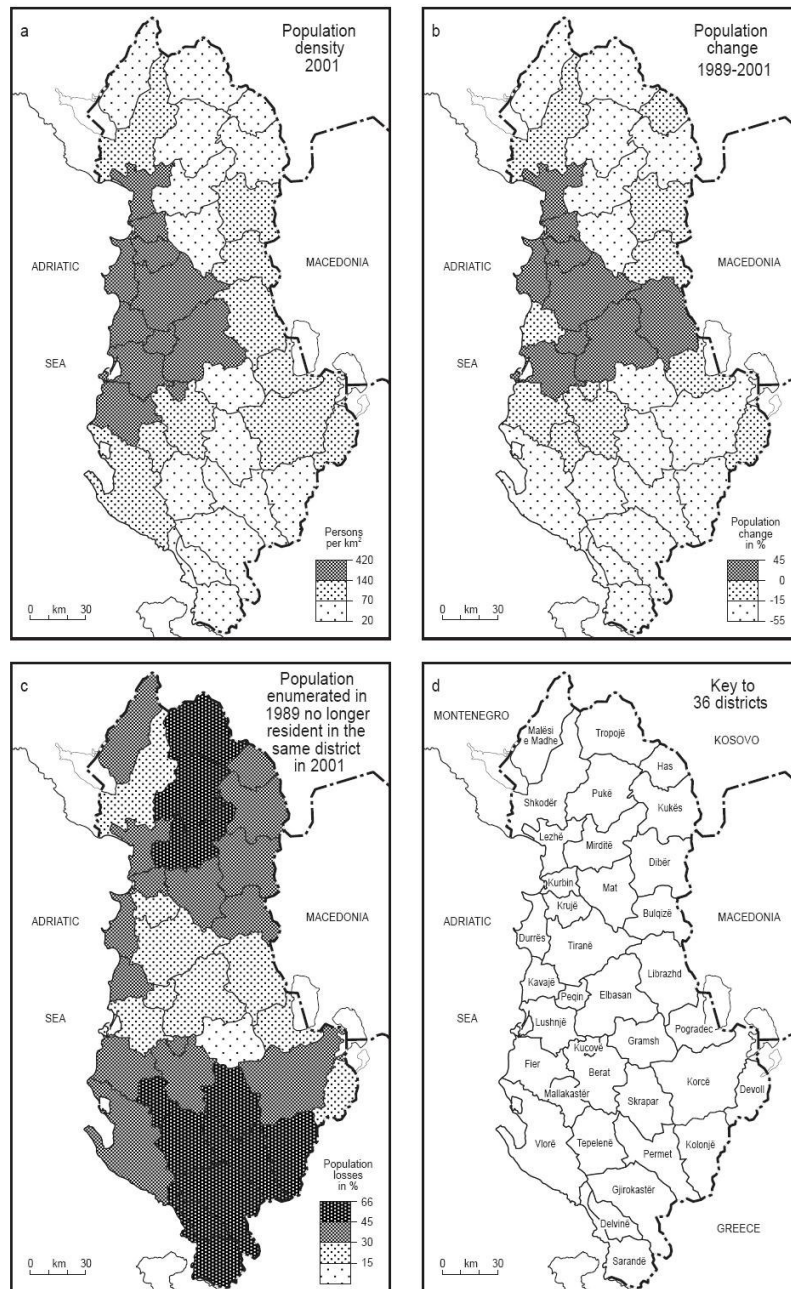 a
Population
density
2001
ADRIATIC
MACEDONIA
SEA
Persons
per km²
420
140
70
20
0 km 30
b
Population
change
1989-2001
ADRIATIC
MACEDONIA
SEA
Population
change
in %
45
0
-15
-55
0 km 30
c
Population
enumerated in
1989 no longer
resident in the
same district
in 2001
ADRIATIC
MACEDONIA
SEA
Population
losses
in %
66
45
30
15
0 km 30
d
Key to
36 districts
MONTENEGRO
Malësi
e Madhe
Tropojë
KOSOVO
Has
Shkodër
Pukë
Kukës
Lezhë
Mirditë
Dibër
Kurbin
Mat
Krujë
Bulqizë
ADRIATIC
MACEDONIA
Durrës
Tiranë
Librazhd
Kavajë
Peqin
Elbasan
SEA
Lushnjë
Pogradec
Gramsh
Kucovë
Fier
Berat
Korcë
Devoll
Mallakastër
Skrapar
Vlorë
Tepelenë
Permet
Kolonjë
Gjirokastër
Delvinë
GREECE
Sarandë
0 km 30